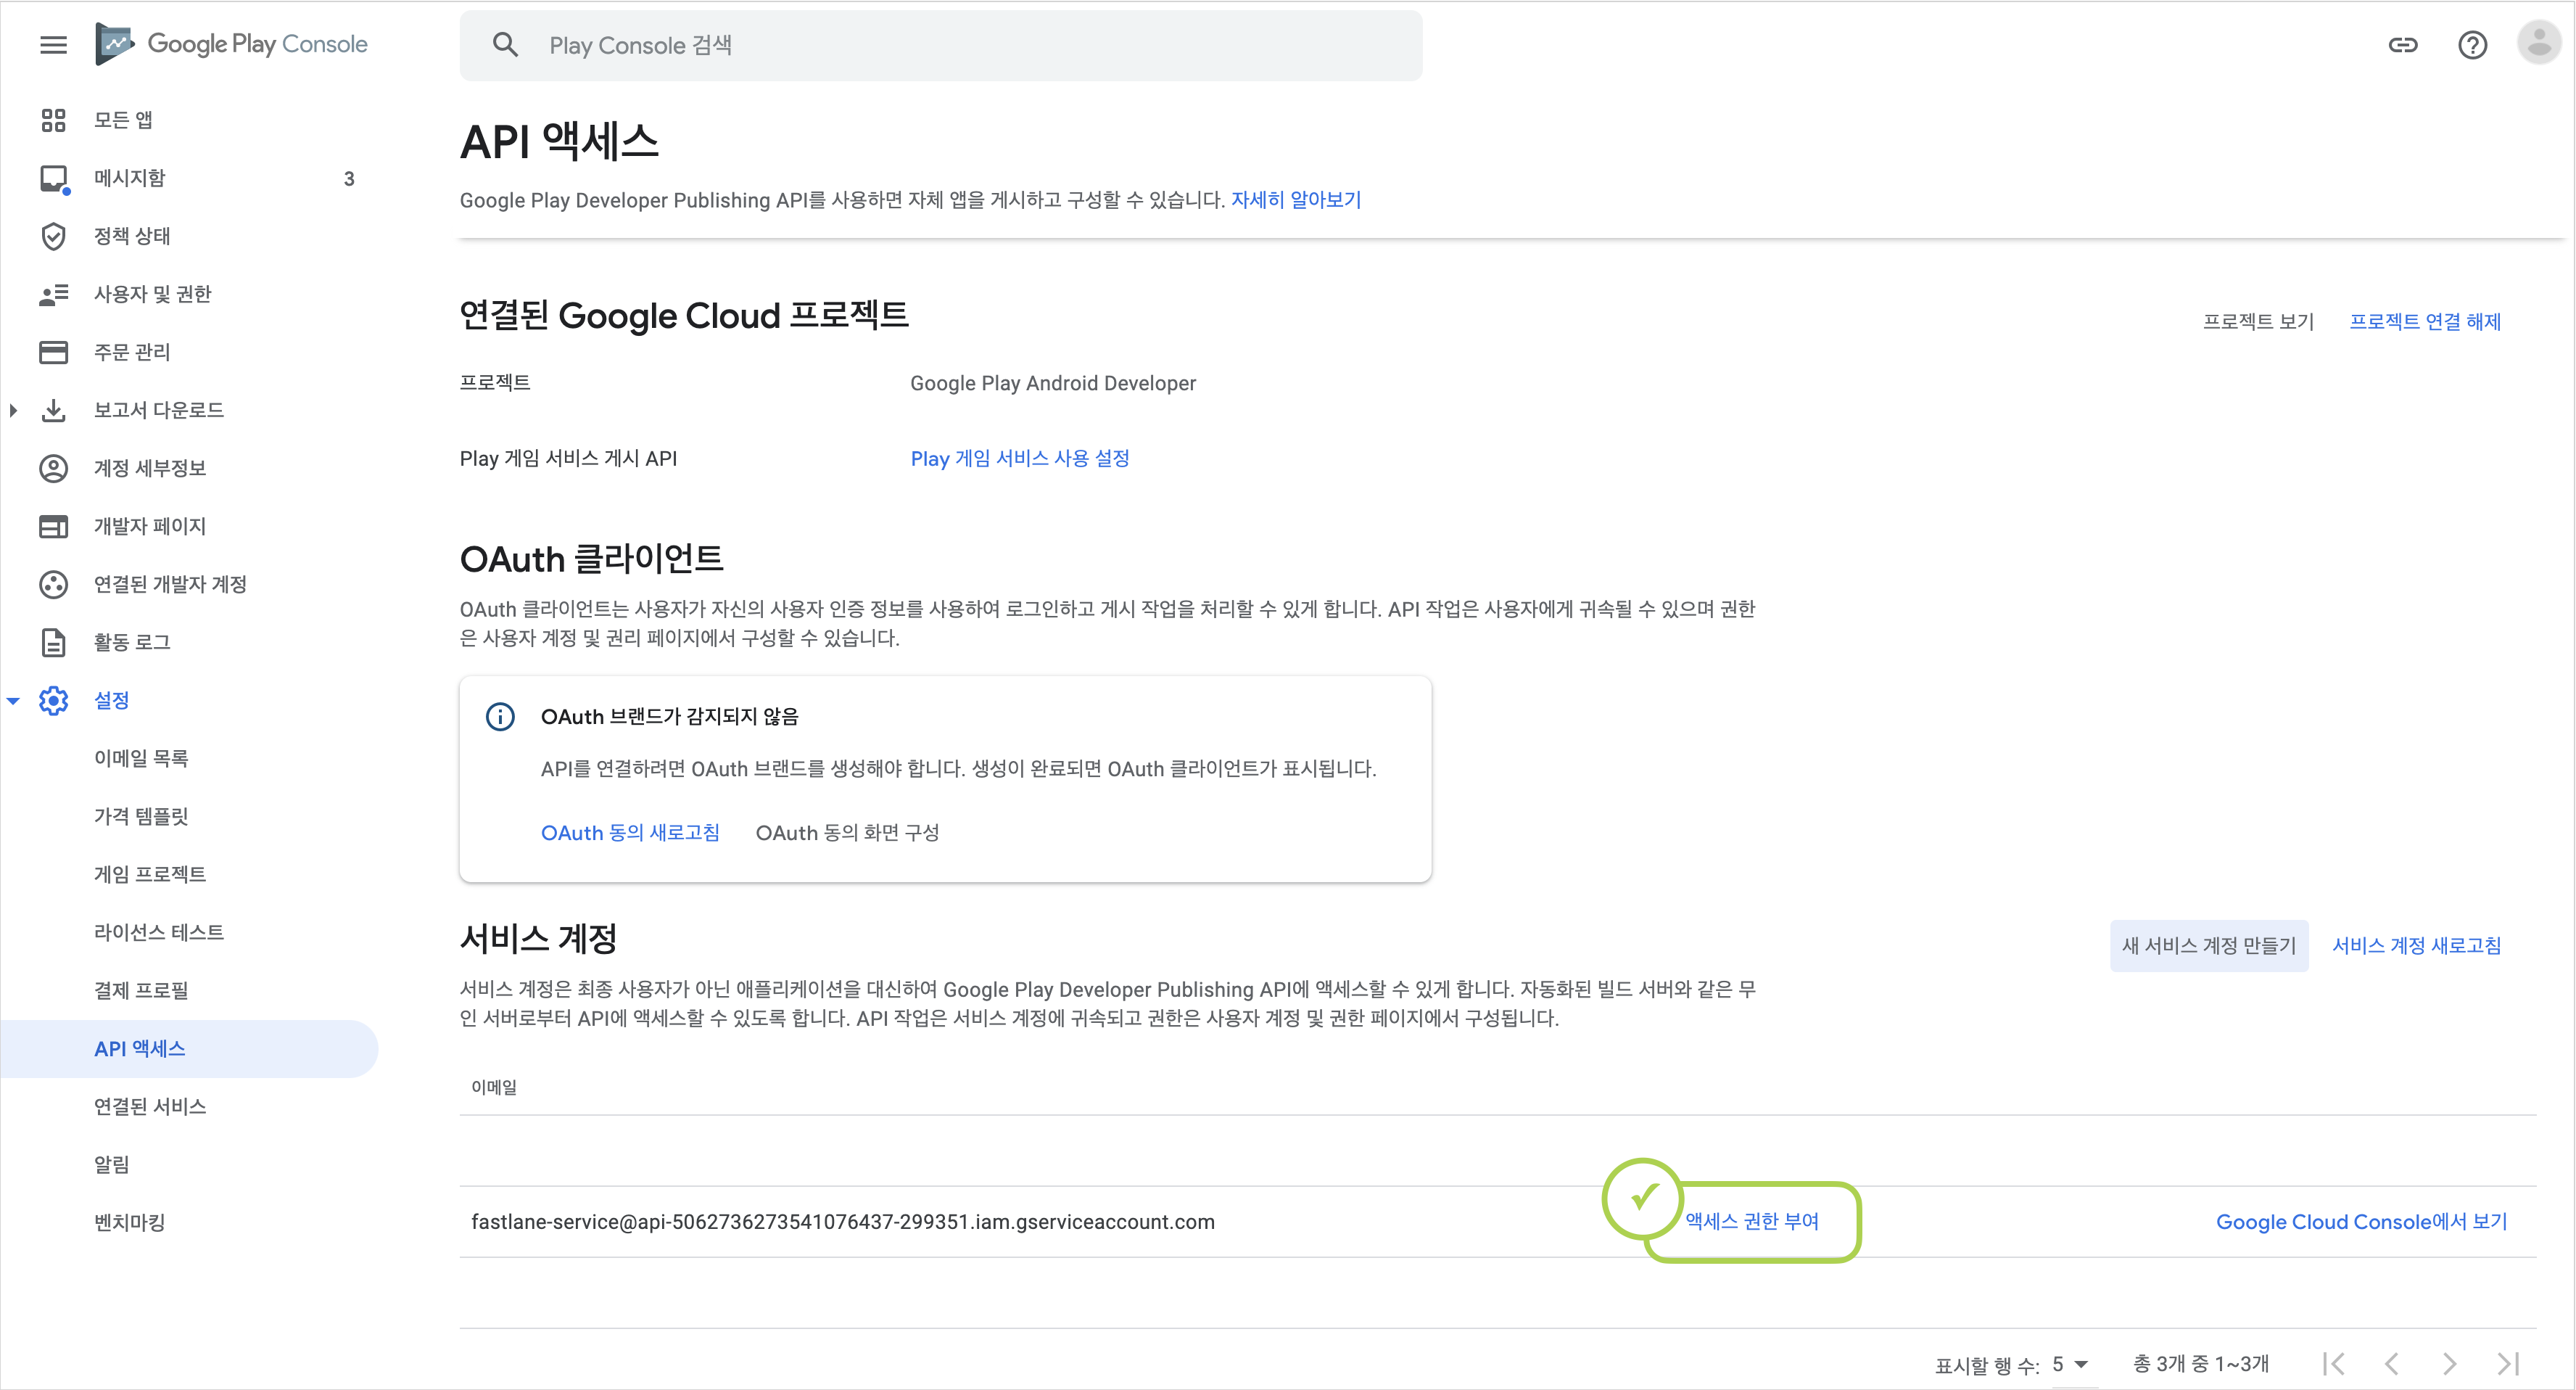 Google Play Console
Play Console 검색
모든 앱
메시지함 3
정책 상태
사용자 및 권한
주문 관리
보고서 다운로드
계정 세부정보
개발자 페이지
연결된 개발자 계정
활동 로그
설정
이메일 목록
가격 템플릿
게임 프로젝트
라이선스 테스트
결제 프로필
API 액세스
연결된 서비스
알림
벤치마킹
API 액세스
Google Play Developer Publishing API를 사용하면 자체 앱을 게시하고 구성할 수 있습니다. 자세히 알아보기
연결된 Google Cloud 프로젝트
프로젝트 보기 프로젝트 연결 해제
프로젝트 Google Play Android Developer
Play 게임 서비스 게시 API Play 게임 서비스 사용 설정
OAuth 클라이언트
OAuth 클라이언트는 사용자가 자신의 사용자 인증 정보를 사용하여 로그인하고 게시 작업을 처리할 수 있게 합니다. API 작업은 사용자에게 귀속될 수 있으며 권한
은 사용자 계정 및 권리 페이지에서 구성할 수 있습니다.
OAuth 브랜드가 감지되지 않음
API를 연결하려면 OAuth 브랜드를 생성해야 합니다. 생성이 완료되면 OAuth 클라이언트가 표시됩니다.
OAuth 동의 새로고침 OAuth 동의 화면 구성
서비스 계정
새 서비스 계정 만들기 서비스 계정 새로고침
서비스 계정은 최종 사용자가 아닌 애플리케이션을 대신하여 Google Play Developer Publishing API에 액세스할 수 있게 합니다. 자동화된 빌드 서버와 같은 무
인 서버로부터 API에 액세스할 수 있도록 합니다. API 작업은 서비스 계정에 귀속되고 권한은 사용자 계정 및 권한 페이지에서 구성됩니다.
이메일
fastlane-service@api-5062736273541076437-299351.iam.gserviceaccount.com 액세스 권한 부여 Google Cloud Console에서 보기
표시할 행 수: 5 총 3개 중 1~3개